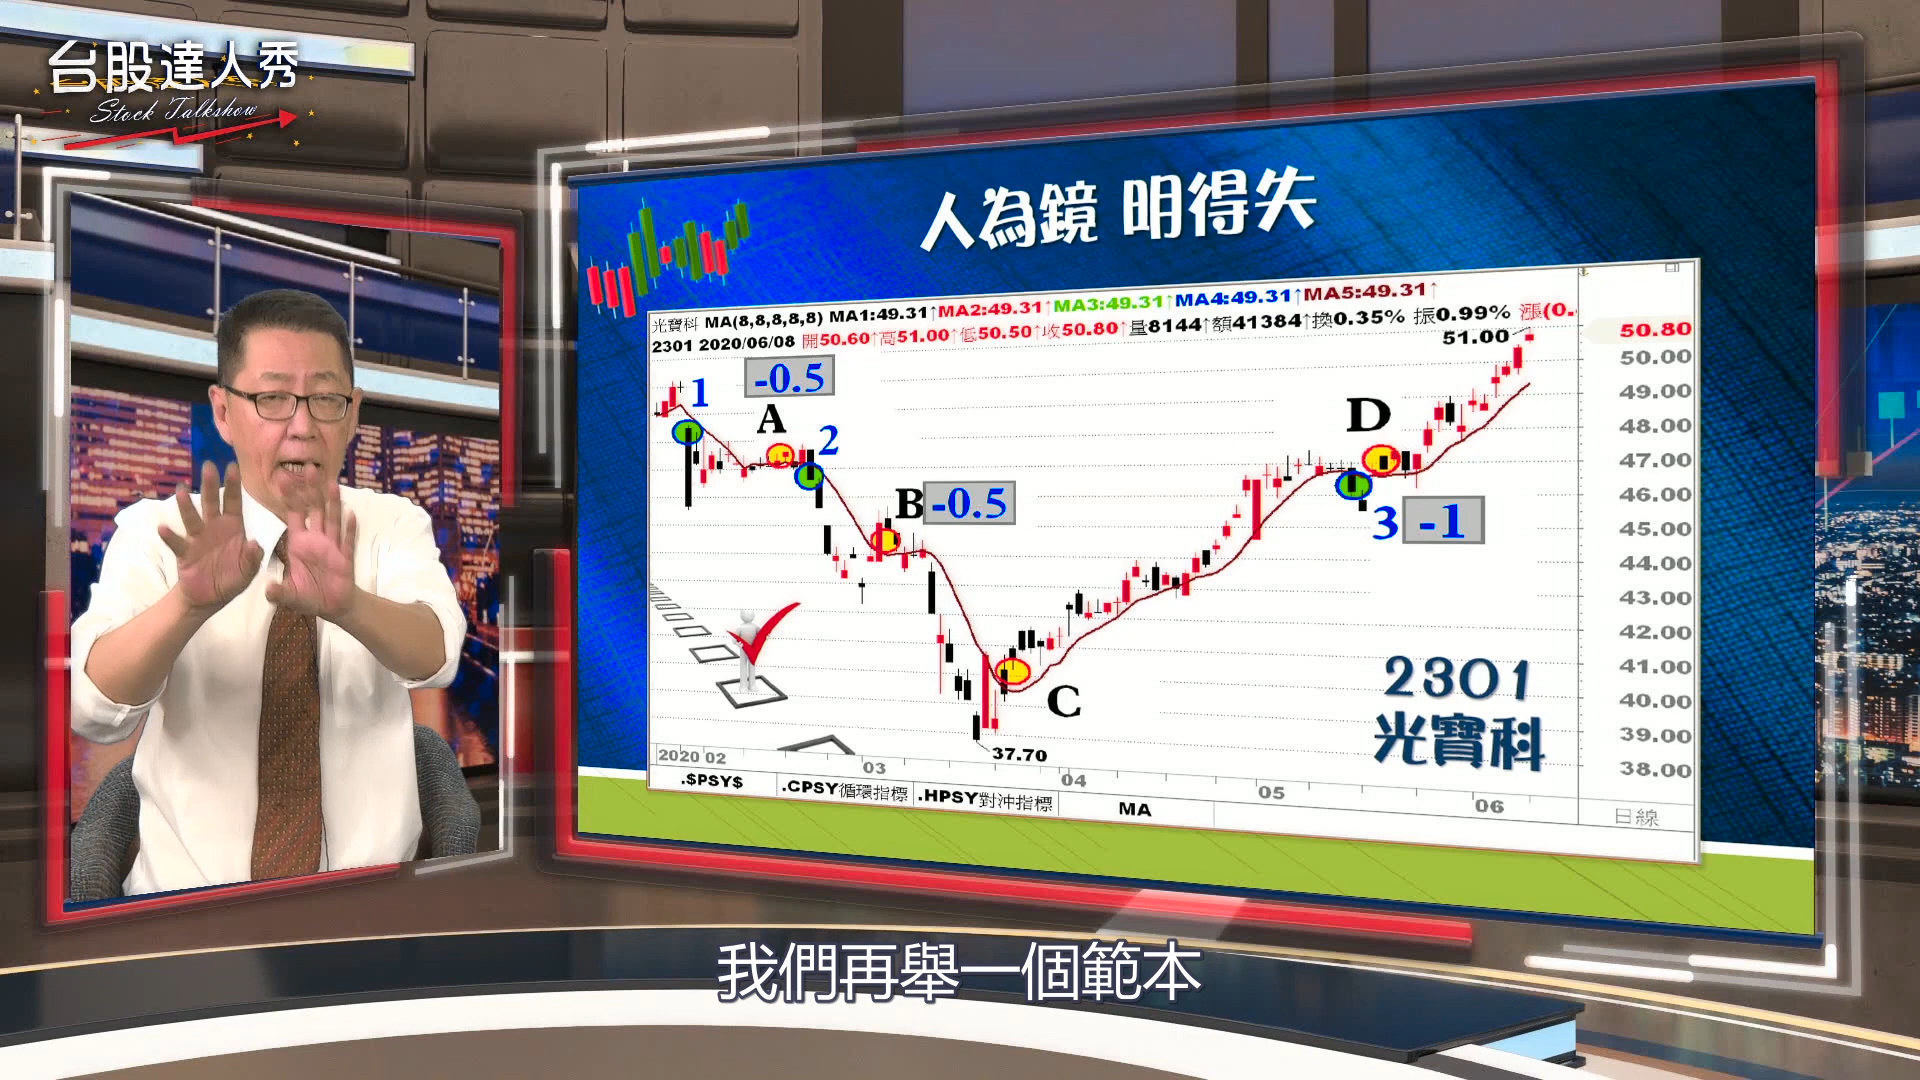 台股達人秀
Stock Talkshow
人為鏡 明得失
光寶科 MA(8,8,8,8,8) MA1:49.31↑MA2:49.31↑MA3:49.31↑MA4:49.31↑MA5:49.31↑
2301 2020/06/08 開50.60↑高51.00↑低50.50↑收50.80↑量8144↑額41384↑換0.35% 振0.99% 漲(0.
51.00
50.80
50.00
49.00
48.00
47.00
46.00
45.00
44.00
43.00
42.00
41.00
40.00
39.00
38.00
1
-0.5
A
2
B
-0.5
C
D
3
-1
37.70
2301
光寶科
2020 02
03
04
05
06
日線
.$PSY$
.CPSY循環指標
.HPSY對沖指標
MA
我們再舉一個範本